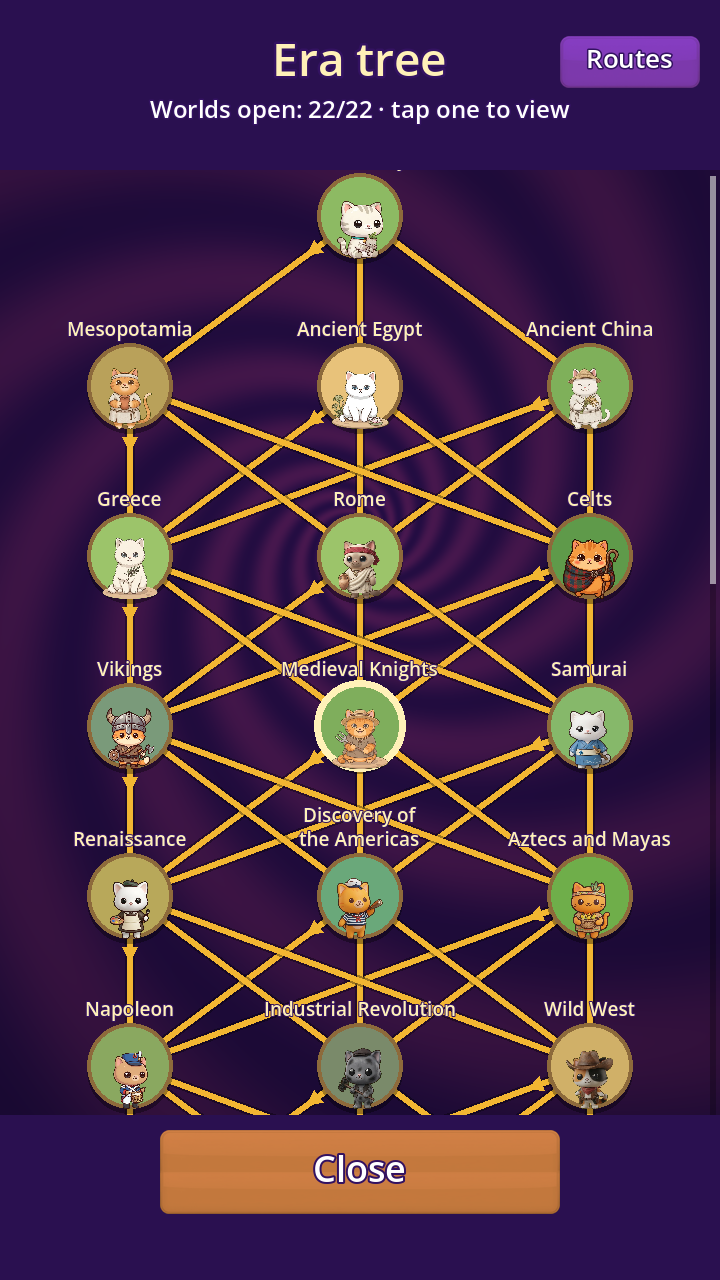 Era tree
Routes
Worlds open: 22/22 · tap one to view
Mesopotamia
Ancient Egypt
Ancient China
Greece
Rome
Celts
Vikings
Medieval Knights
Samurai
Renaissance
Discovery of
the Americas
Aztecs and Mayas
Napoleon
Industrial Revolution
Wild West
Close